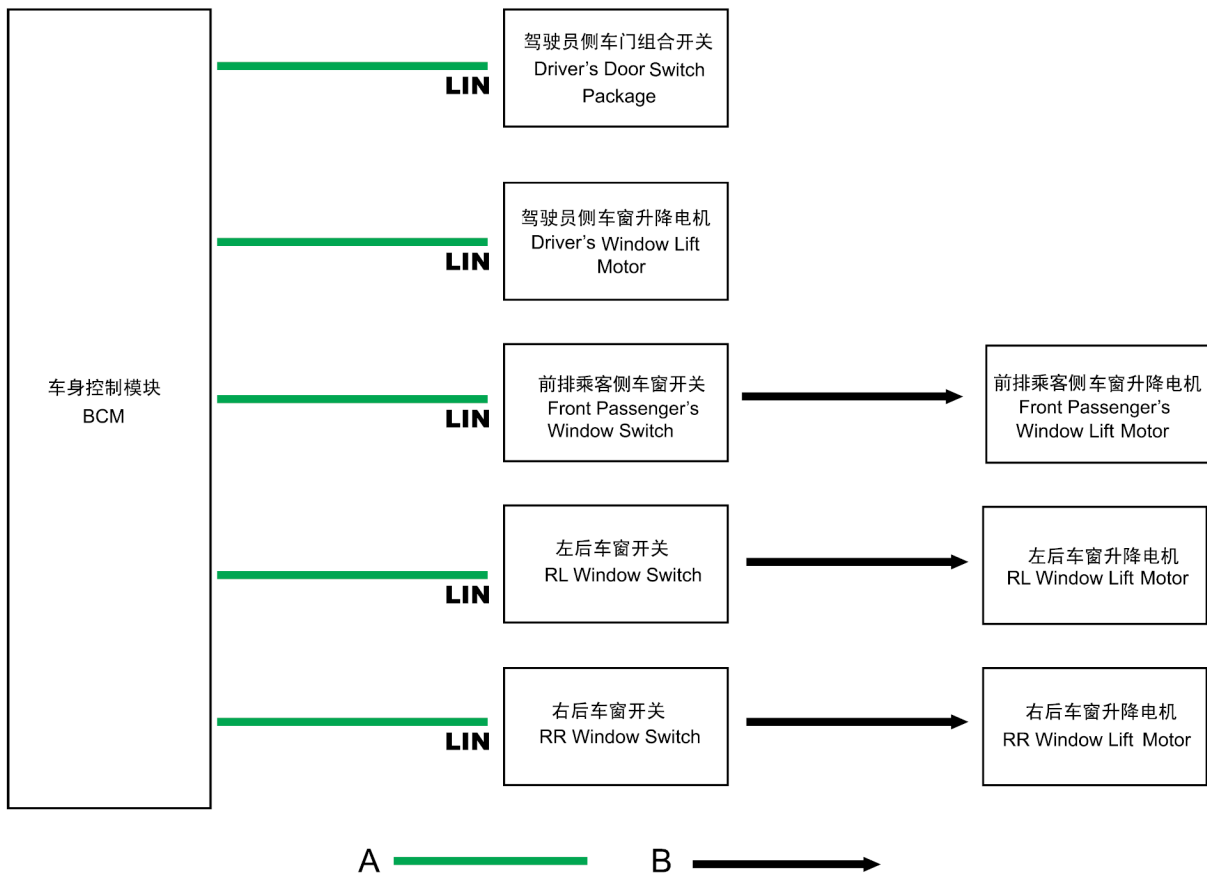 驾驶员侧车门组合开关
Driver's Door Switch
Package
LIN
驾驶员侧车窗升降电机
Driver's Window Lift
Motor
LIN
车身控制模块
BCM
前排乘客侧车窗开关
Front Passenger's
Window Switch
LIN
前排乘客侧车窗升降电机
Front Passenger's
Window Lift Motor
左后车窗开关
RL Window Switch
LIN
左后车窗升降电机
RL Window Lift Motor
右后车窗开关
RR Window Switch
LIN
右后车窗升降电机
RR Window Lift Motor
A
B